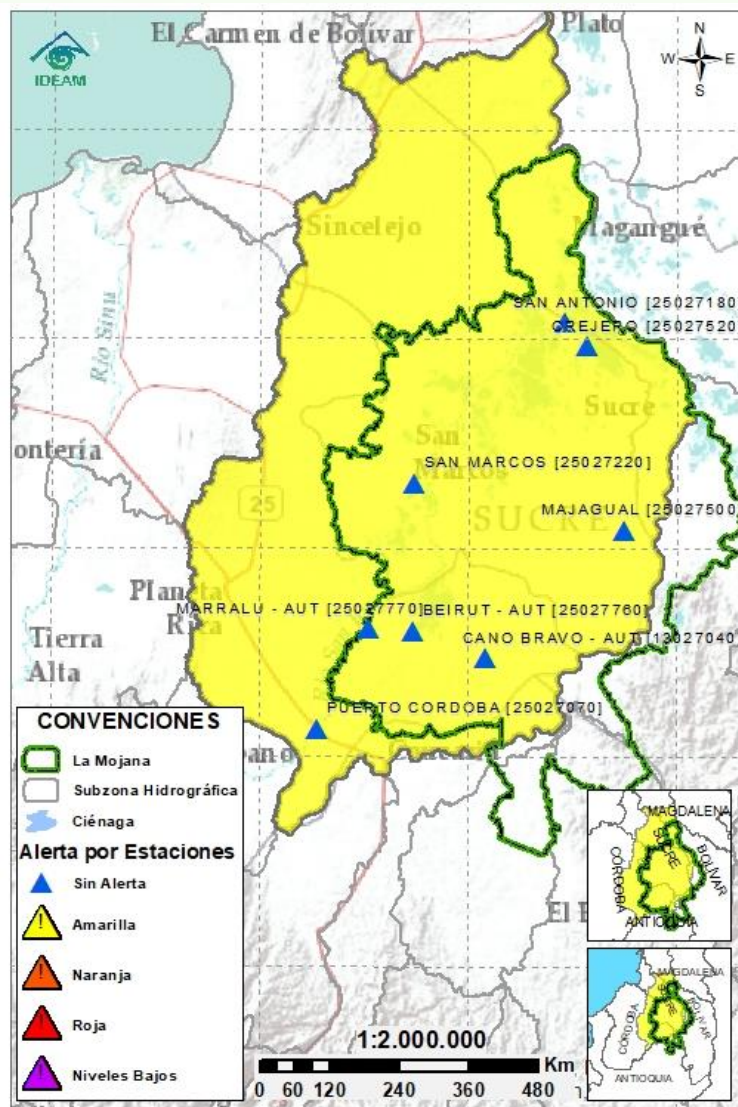 IDEAM
El Carmen de Bolívar
Plato
N
W E
S
Sincelejo
Magangué
Río Sinú
SAN ANTONIO [25027180
CREJERO [25027520
Sucre
ontería
San
Marcos
SAN MARCOS [25027220]
25
MAJAGUAL [25027500
SUCRE
Planeta
Rica
MARRALU - AUT [25027770]
BEIRUT - AUT [25027760]
CANO BRAVO - AUT [13027040
Tierra
Alta
PUERTO CORDOBA [25027070]
El B
CONVENCIONES
La Mojana
Subzona Hidrográfica
Ciénaga
Alerta por Estaciones
Sin Alerta
! Amarilla
! Naranja
! Roja
! Niveles Bajos
1:2.000.000
Km
0 60 120 240 360 480
MAGDALENA
SUCRE
BOLÍVAR
CÓRDOBA
ANTIOQUIA
MAGDALENA
SUCRE
BOLÍVAR
CÓRDOBA
ANTIOQUIA